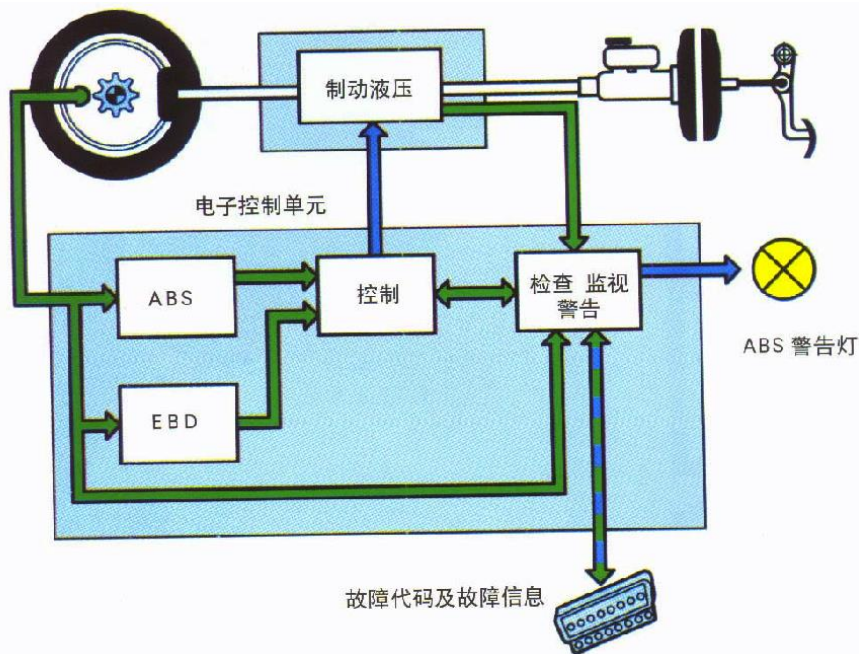 制动液压
电子控制单元
ABS
控制
检查 监视
警告
ABS 警告灯
EBD
故障代码及故障信息